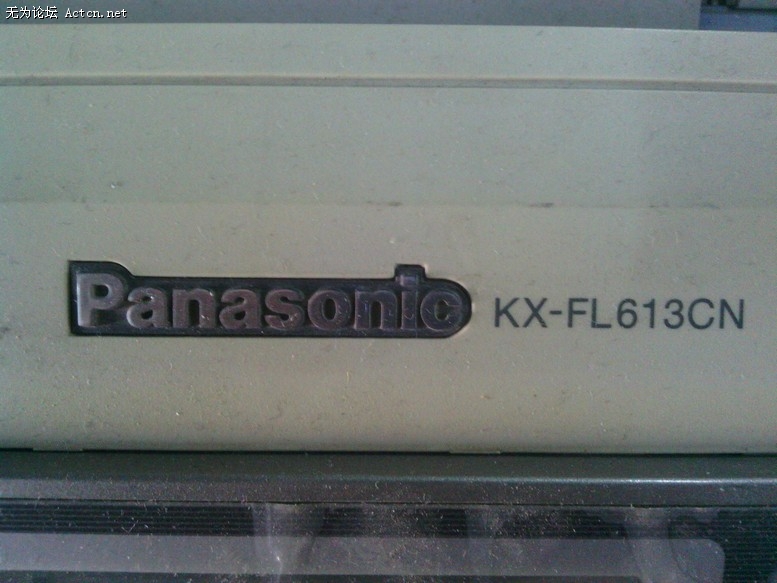 无为论坛 Actcn.net
Panasonic KX-FL613CN